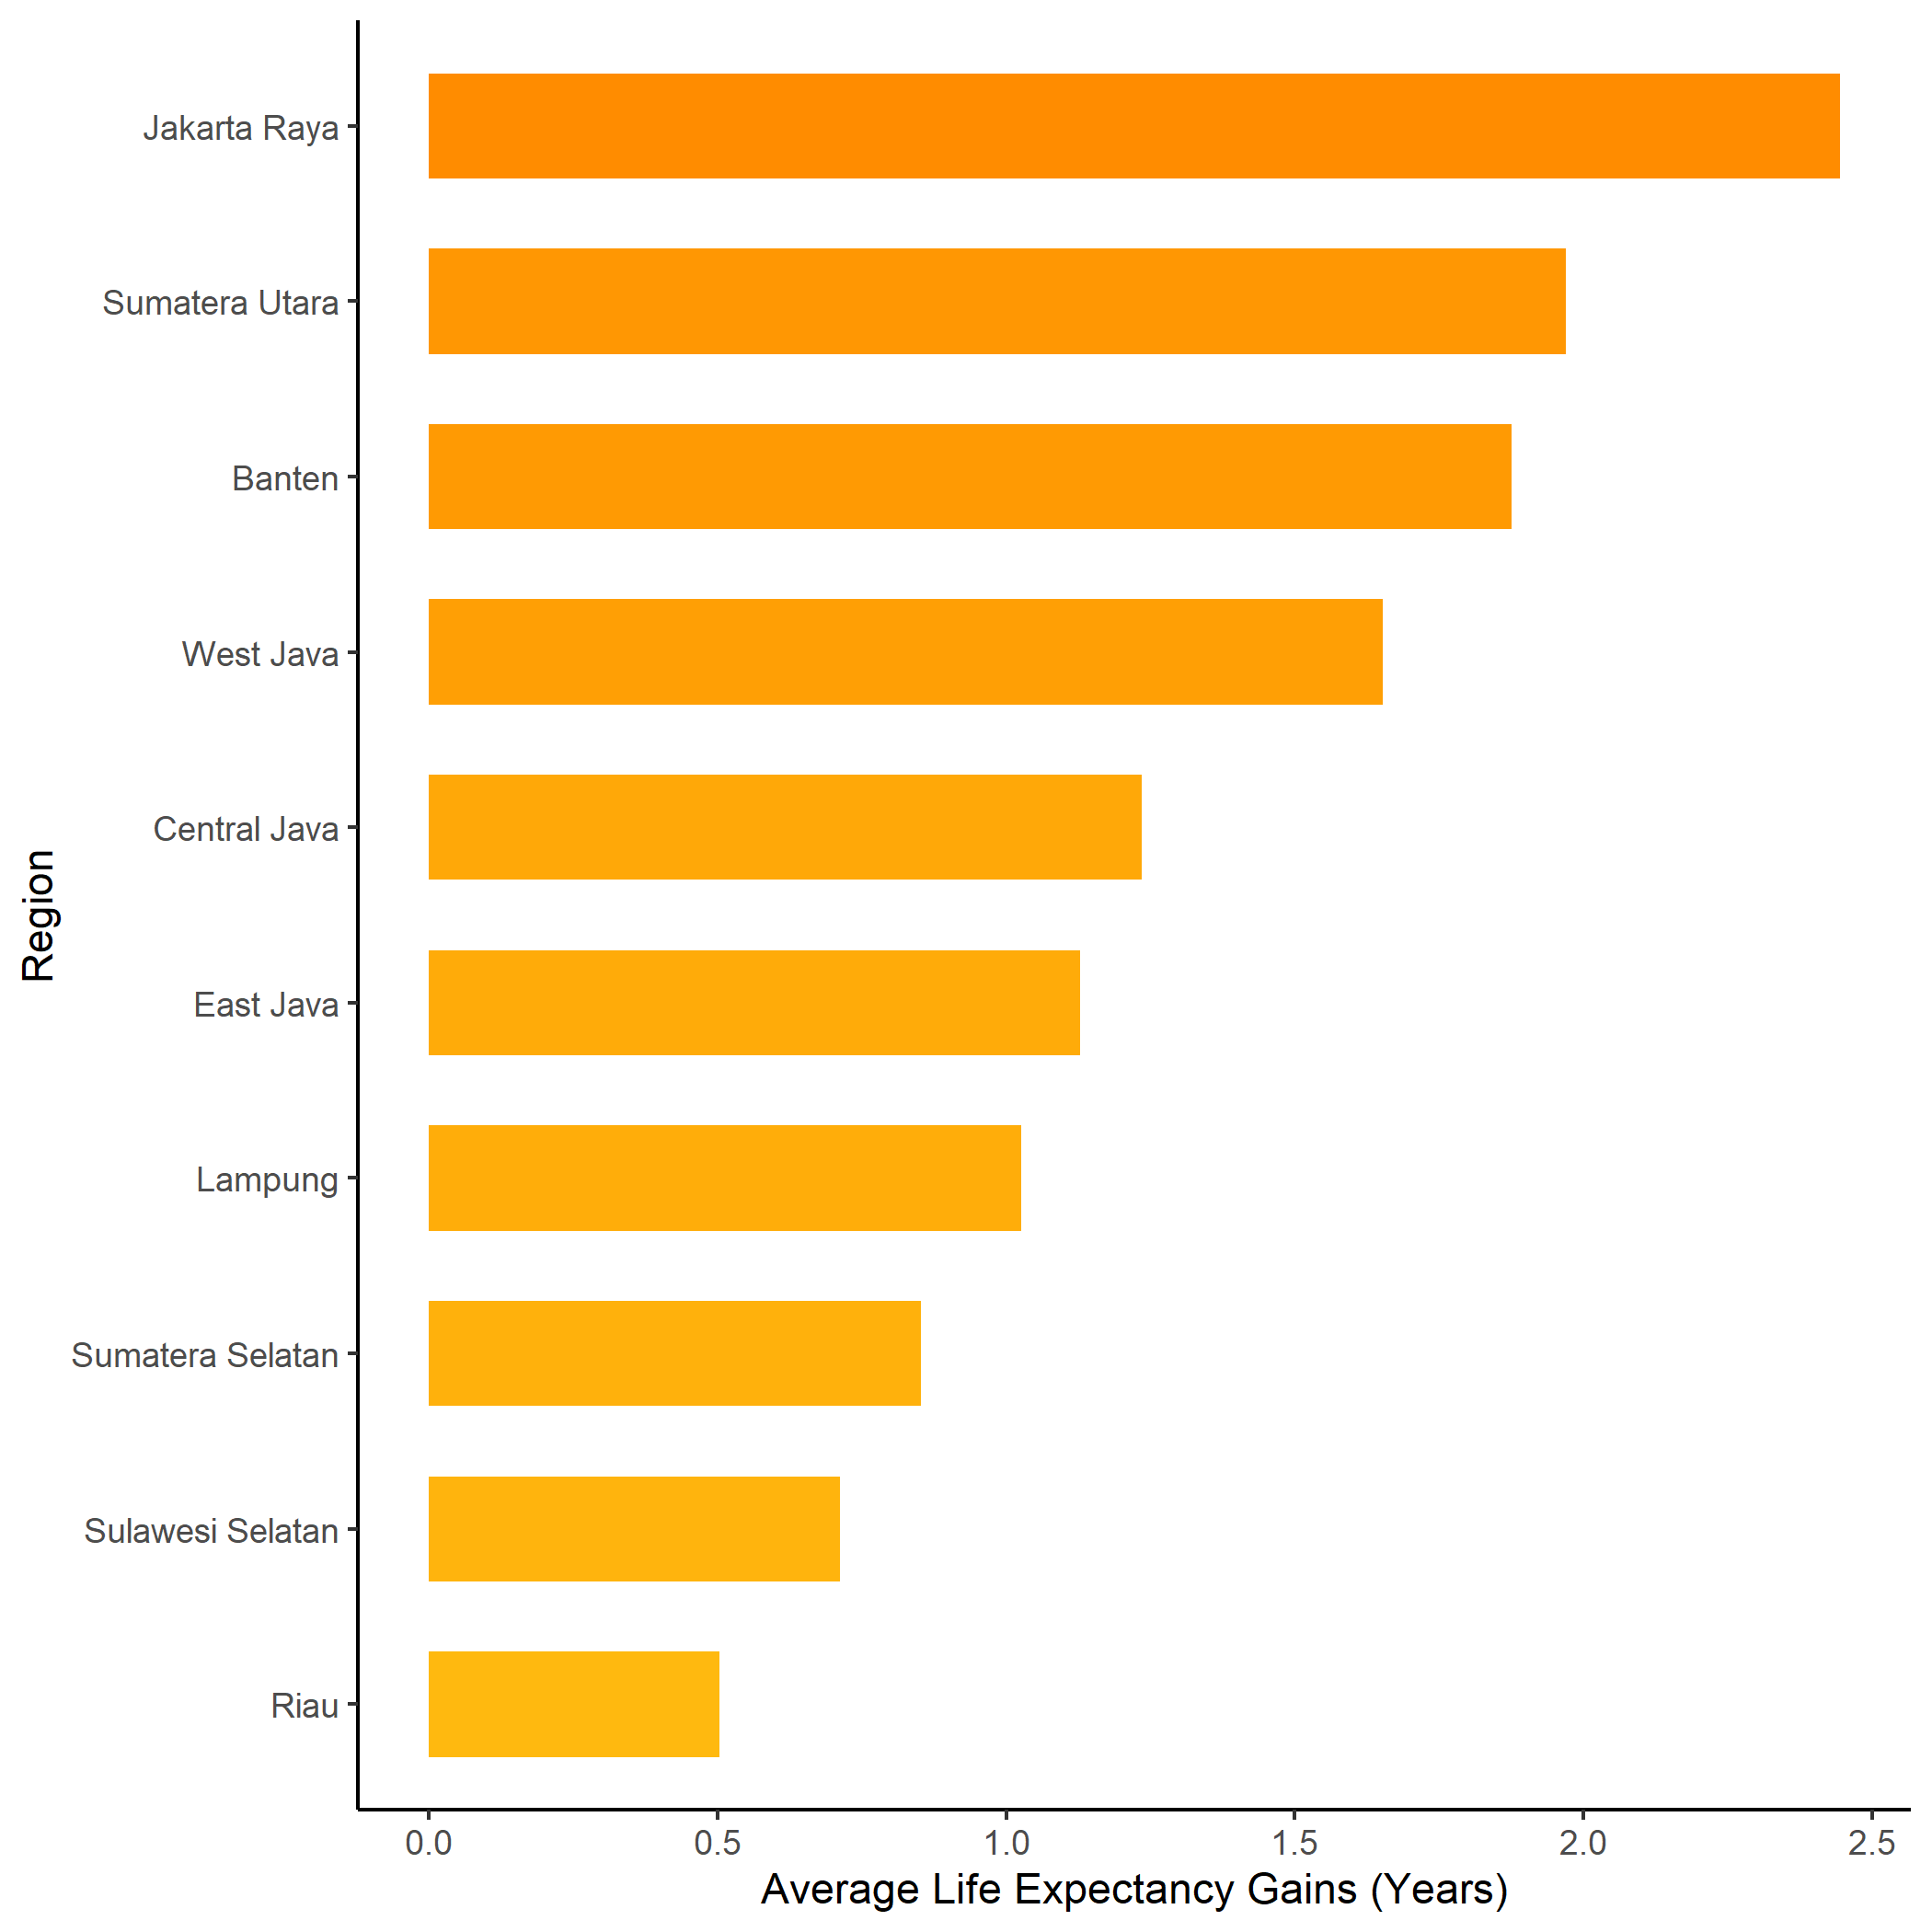 Jakarta Raya
Sumatera Utara
Banten
West Java
Central Java
East Java
Lampung
Sumatera Selatan
Sulawesi Selatan
Riau
Region
0.0 0.5 1.0 1.5 2.0 2.5
Average Life Expectancy Gains (Years)